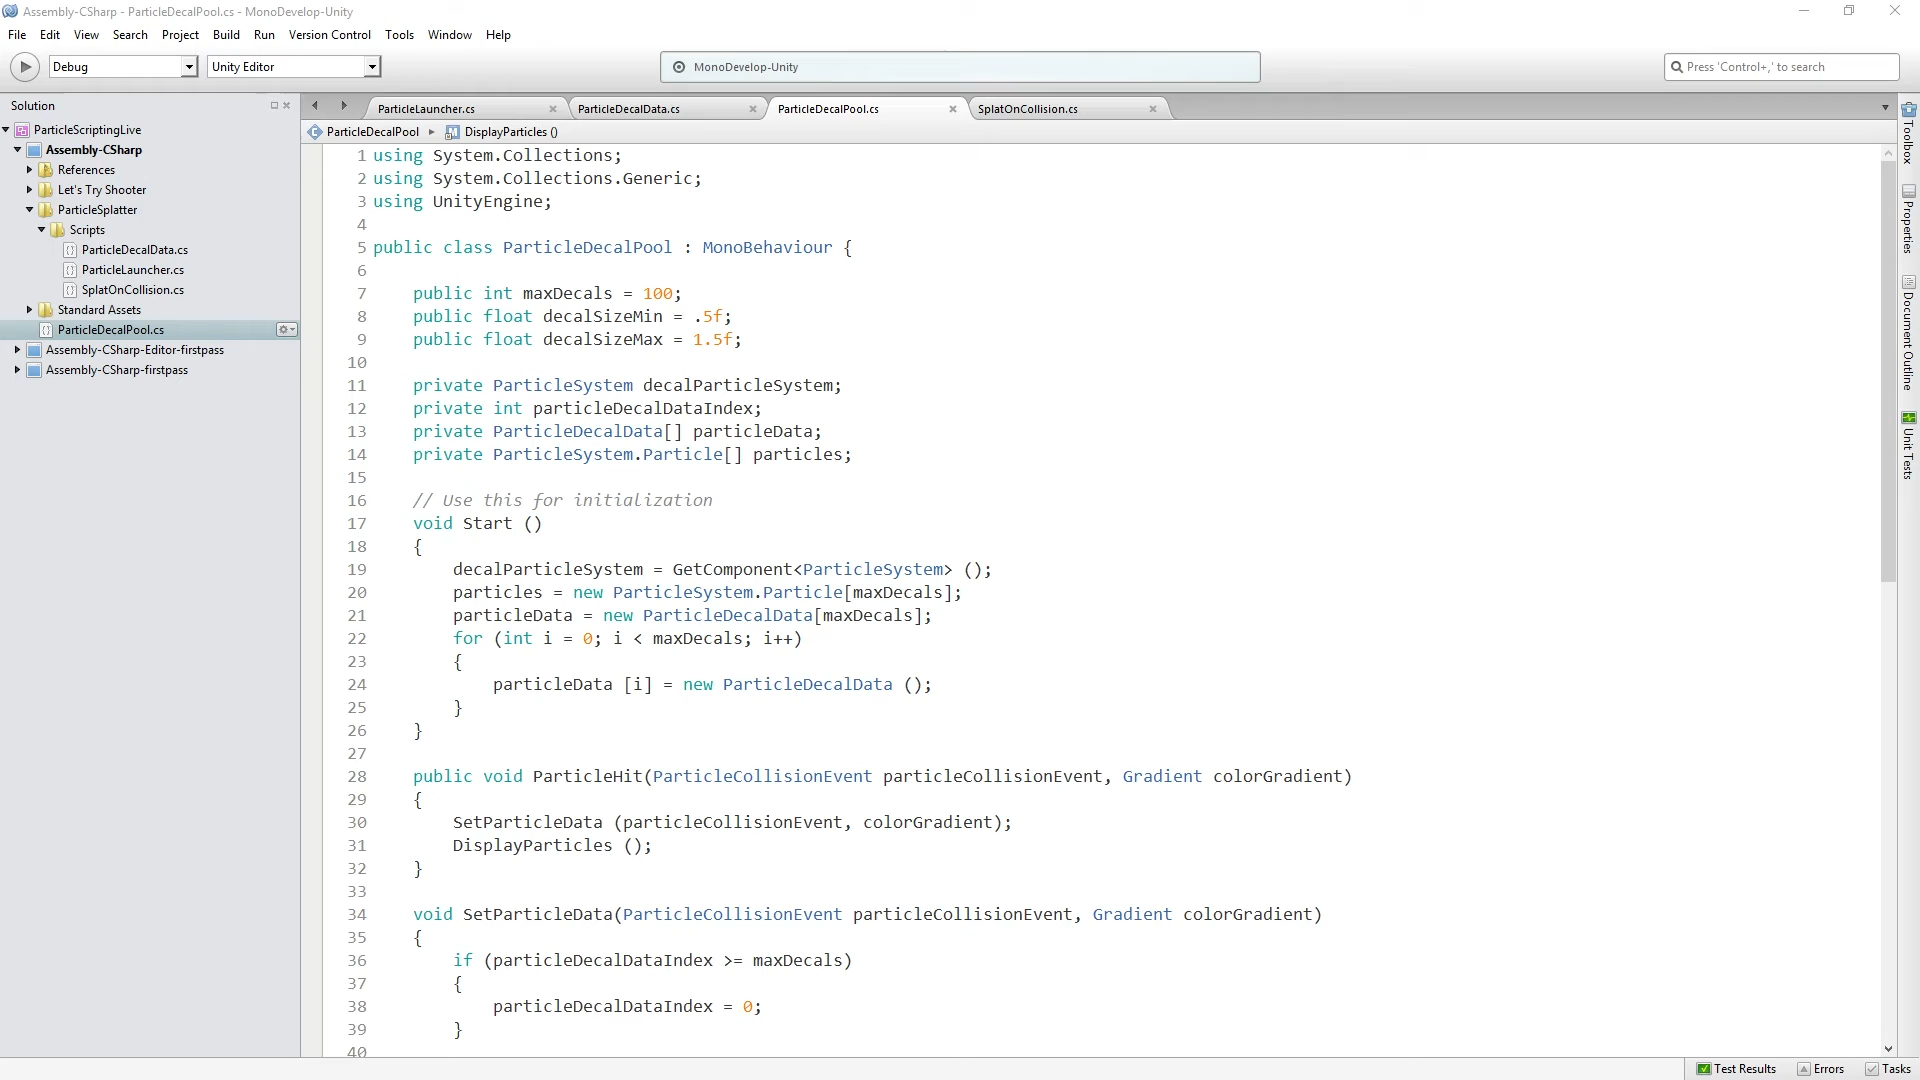 Assembly-CSharp - ParticleDecalPool.cs - MonoDevelop-Unity
File Edit View Search Project Build Run Version Control Tools Window Help
Debug Unity Editor MonoDevelop-Unity Press 'Control+,' to search
Solution
ParticleScriptingLive
Assembly-CSharp
References
Let's Try Shooter
ParticleSplatter
Scripts
ParticleDecalData.cs
ParticleLauncher.cs
SplatOnCollision.cs
Standard Assets
ParticleDecalPool.cs
Assembly-CSharp-Editor-firstpass
Assembly-CSharp-firstpass
ParticleLauncher.cs ParticleDecalData.cs ParticleDecalPool.cs SplatOnCollision.cs
ParticleDecalPool DisplayParticles ()
1 using System.Collections;
2 using System.Collections.Generic;
3 using UnityEngine;
4
5 public class ParticleDecalPool : MonoBehaviour {
6
7 public int maxDecals = 100;
8 public float decalSizeMin = .5f;
9 public float decalSizeMax = 1.5f;
10
11 private ParticleSystem decalParticleSystem;
12 private int particleDecalDataIndex;
13 private ParticleDecalData[] particleData;
14 private ParticleSystem.Particle[] particles;
15
16 // Use this for initialization
17 void Start ()
18 {
19 decalParticleSystem = GetComponent<ParticleSystem> ();
20 particles = new ParticleSystem.Particle[maxDecals];
21 particleData = new ParticleDecalData[maxDecals];
22 for (int i = 0; i < maxDecals; i++)
23 {
24 particleData [i] = new ParticleDecalData ();
25 }
26 }
27
28 public void ParticleHit(ParticleCollisionEvent particleCollisionEvent, Gradient colorGradient)
29 {
30 SetParticleData (particleCollisionEvent, colorGradient);
31 DisplayParticles ();
32 }
33
34 void SetParticleData(ParticleCollisionEvent particleCollisionEvent, Gradient colorGradient)
35 {
36 if (particleDecalDataIndex >= maxDecals)
37 {
38 particleDecalDataIndex = 0;
39 }
40
Toolbox
Properties
Document Outline
Unit Tests
Test Results Errors Tasks